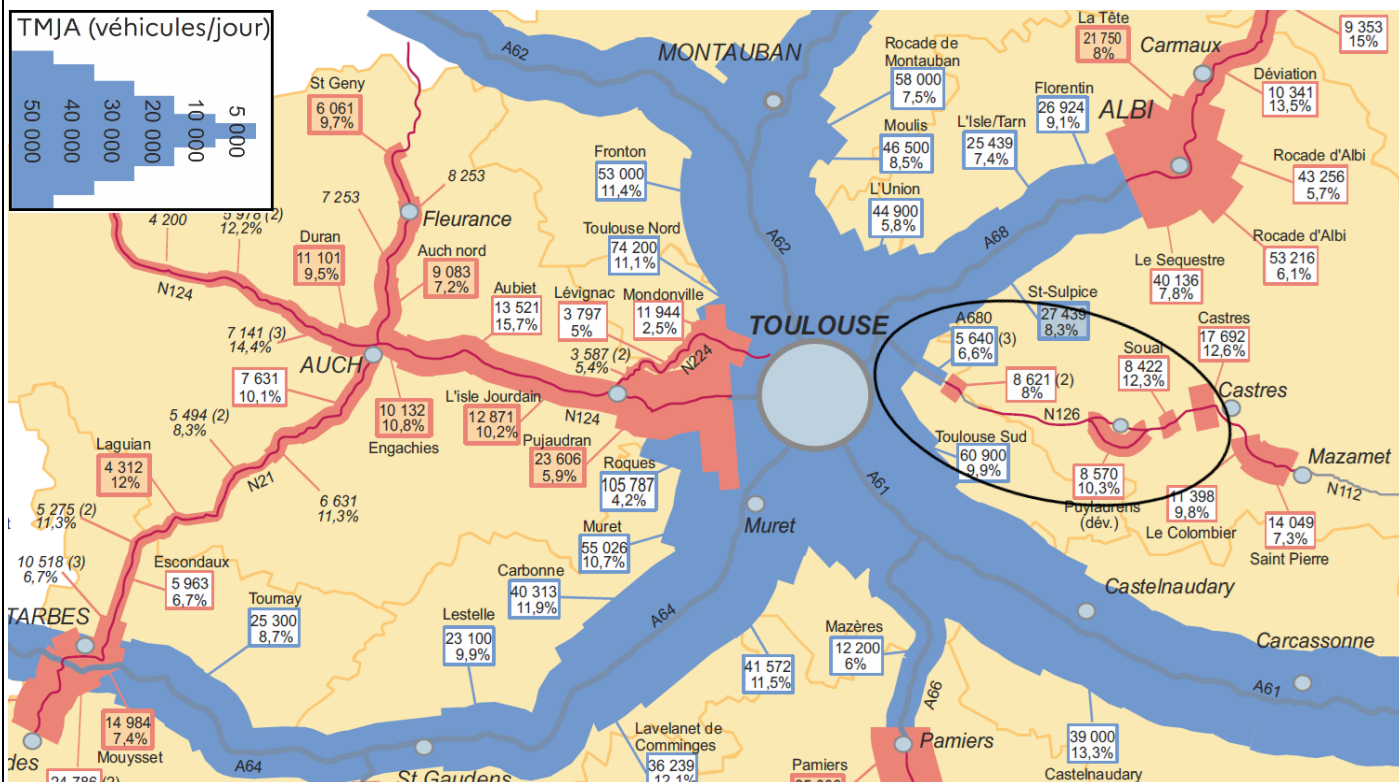 TMJA (véhicules/jour)
50 000
40 000
30 000
20 000
10 000
5 000
A62
MONTAUBAN
Rocade de
Montauban
58 000
7,5%
La Tête
21 750
8%
Carmaux
9 353
15%
Déviation
10 341
13,5%
St Geny
6 061
9,7%
Florentin
26 924
9,1%
ALBI
Moulis
46 500
8,5%
L'Isle/Tarn
25 439
7,4%
Fronton
53 000
11,4%
Rocade d'Albi
43 256
5,7%
8 253
7 253
L'Union
44 900
5,8%
4 200
5 978 (2)
12,2%
Fleurance
Toulouse Nord
74 200
11,1%
A62
A68
Duran
11 101
9,5%
Auch nord
9 083
7,2%
Rocade d'Albi
53 216
6,1%
Le Sequestre
40 136
7,8%
N124
Aubiet
13 521
15,7%
Lévignac
3 797
5%
Mondonville
11 944
2,5%
St-Sulpice
27 439
8,3%
TOULOUSE
A680
5 640 (3)
6,6%
Castres
17 692
12,6%
7 141 (3)
14,4%
AUCH
3 587 (2)
5,4%
N224
Soual
8 422
12,3%
7 631
10,1%
8 621 (2)
8%
Castres
L'isle Jourdain
12 871
10,2%
N124
N126
5 494 (2)
8,3%
10 132
10,8%
Engachies
Pujaudran
23 606
5,9%
Toulouse Sud
60 900
9,9%
Laguian
4 312
12%
Roques
105 787
4,2%
Mazamet
N112
8 570
10,3%
Puylaurens
(dév.)
N21
A61
11 398
9,8%
Le Colombier
5 275 (2)
11,3%
6 631
11,3%
Muret
14 049
7,3%
Saint Pierre
Muret
55 026
10,7%
10 518 (3)
6,7%
Escondaux
5 963
6,7%
Carbonne
40 313
11,9%
Castelnaudary
TARBES
Tournay
25 300
8,7%
Lestelle
23 100
9,9%
A64
Mazères
12 200
6%
Carcassonne
41 572
11,5%
A66
A61
14 984
7,4%
Mouysset
Lavelanet de
Comminges
36 239
12,1%
39 000
13,3%
Castelnaudary
Pamiers
des
A64
St Gaudens
Pamiers
24 786 (2)